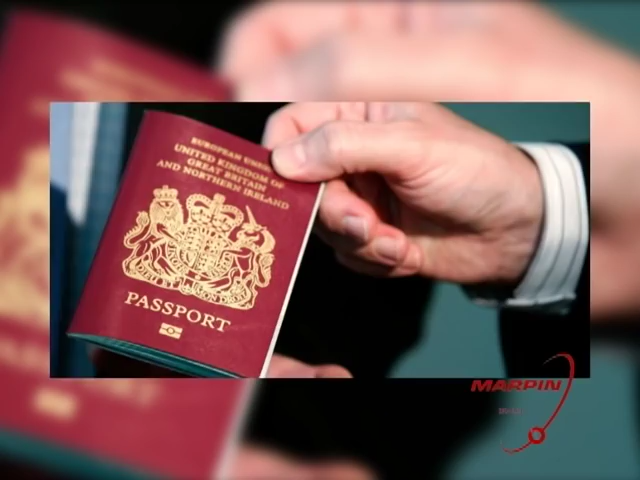 EUROPEAN UNION
UNITED KINGDOM OF
GREAT BRITAIN
AND NORTHERN IRELAND
PASSPORT
MARPIN